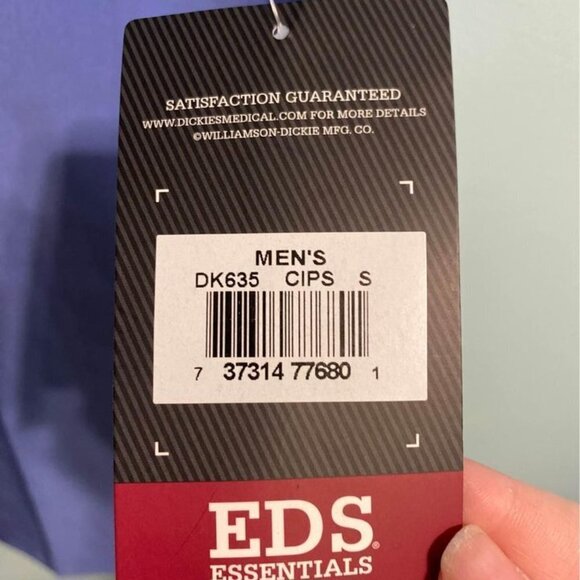 SATISFACTION GUARANTEED
WWW.DICKIESMEDICAL.COM FOR MORE DETAILS
©WILLIAMSON-DICKIE MFG. CO.
MEN'S
DK635 CIPS S
7 37314 77680 1
EDS®
ESSENTIALS